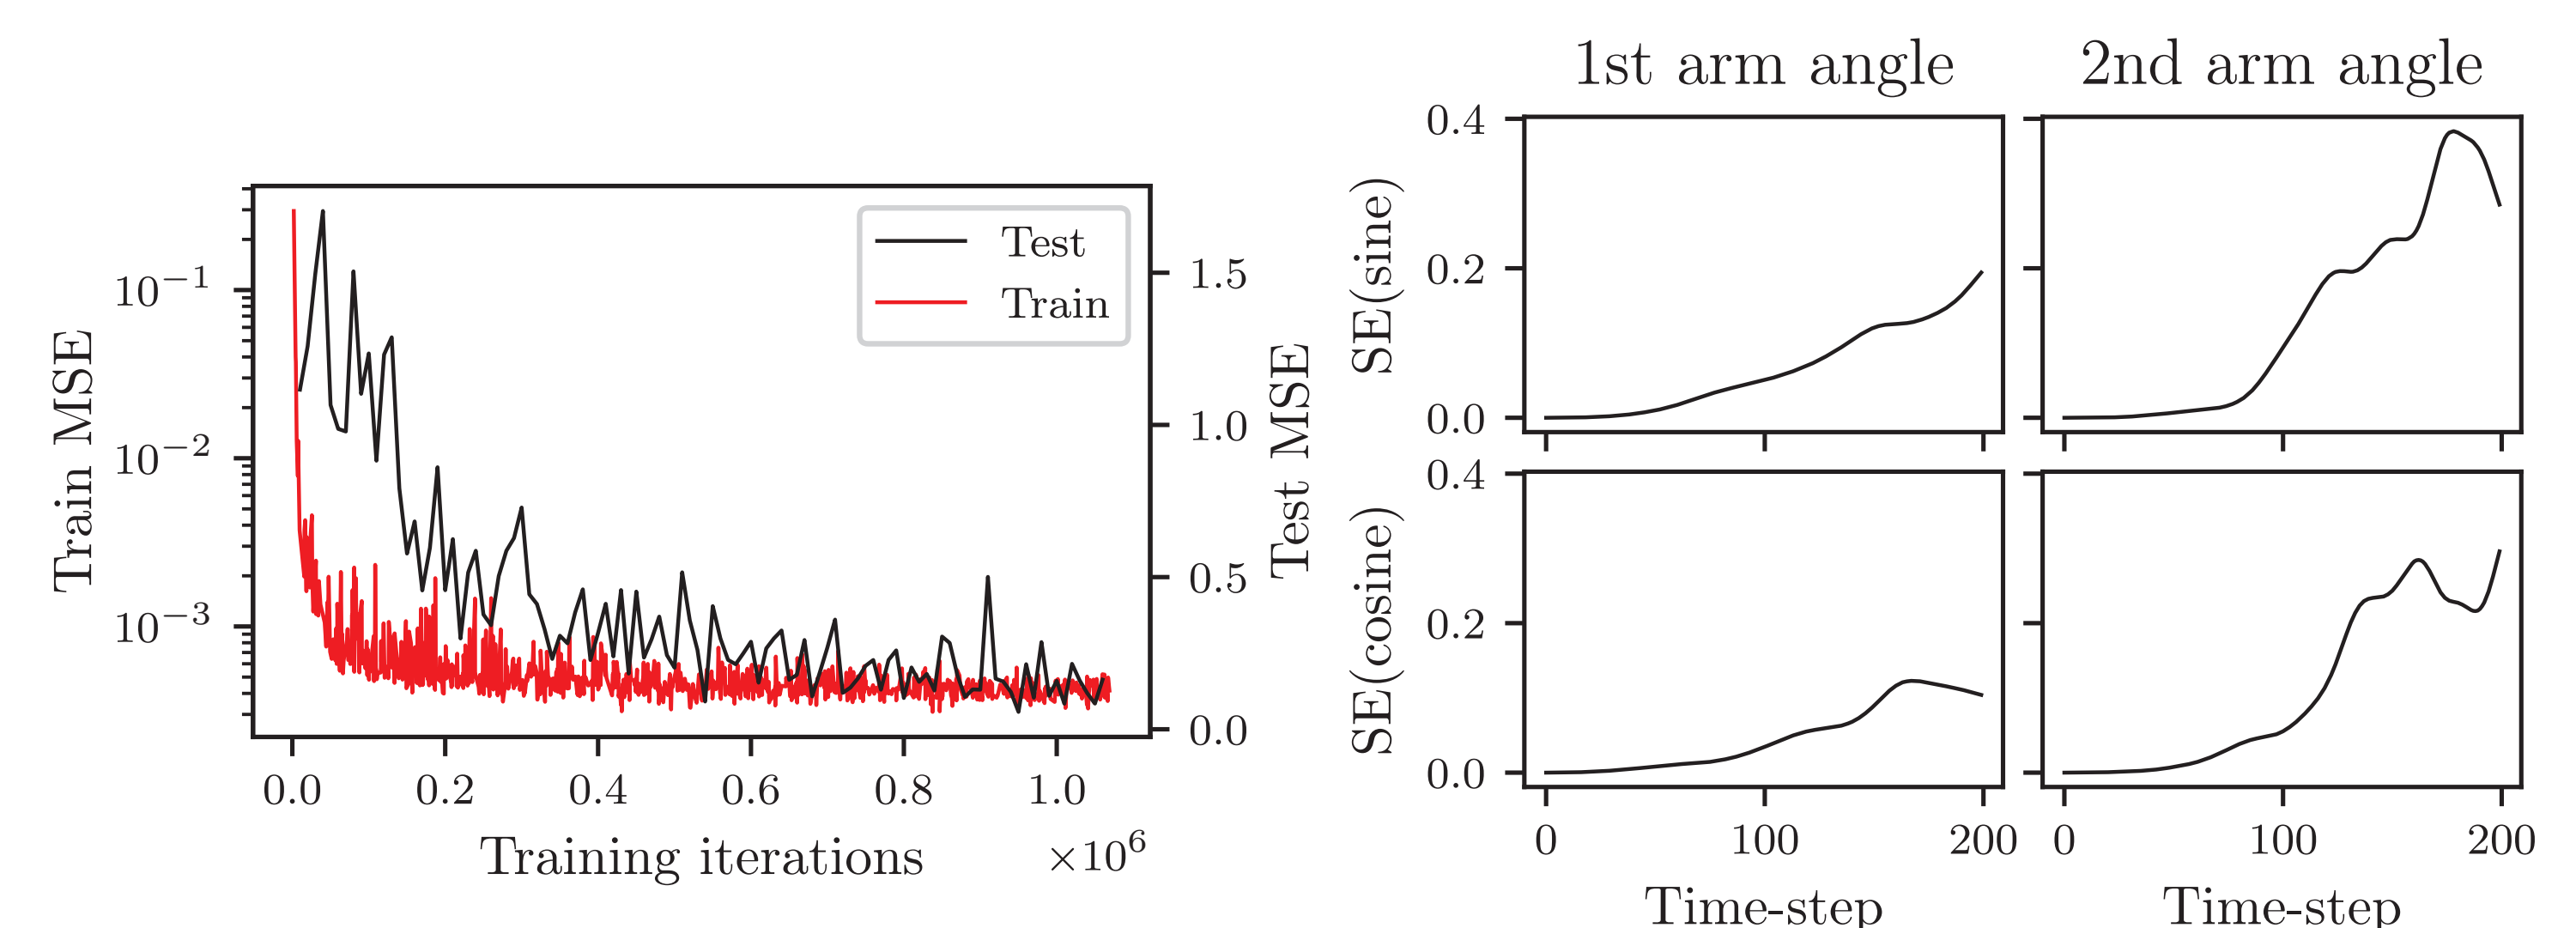 Test
Train
10⁻¹
10⁻²
10⁻³
Train MSE
1.5
1.0
0.5
0.0
Test MSE
0.0 0.2 0.4 0.6 0.8 1.0
Training iterations ×10⁶
1st arm angle 2nd arm angle
0.4
0.2
0.0
SE(sine)
0.4
0.2
0.0
SE(cosine)
0 100 200 0 100 200
Time-step Time-step